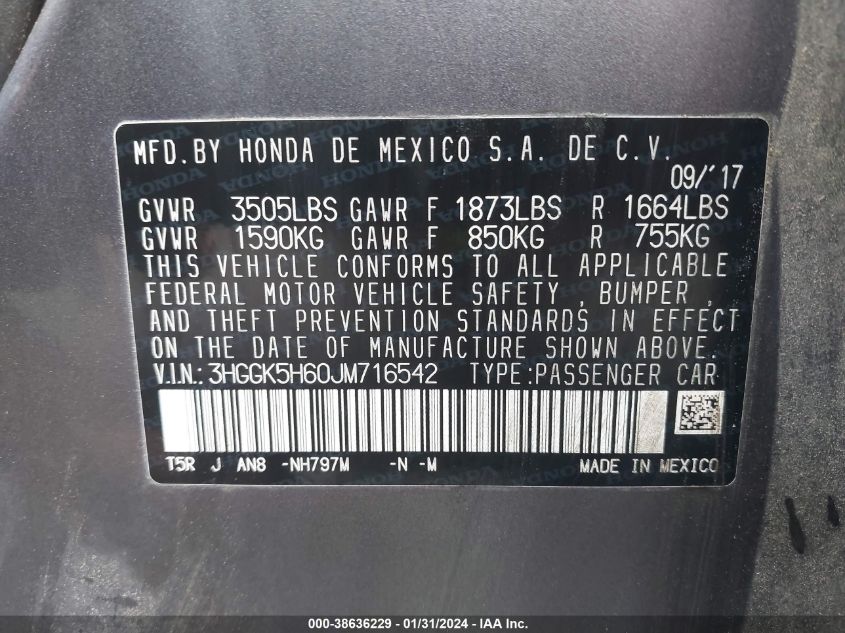 MFD. BY HONDA DE MEXICO S.A. DE C.V.
09/'17
GVWR 3505LBS GAWR F 1873LBS R 1664LBS
GVWR 1590KG GAWR F 850KG R 755KG
THIS VEHICLE CONFORMS TO ALL APPLICABLE
FEDERAL MOTOR VEHICLE SAFETY, BUMPER,
AND THEFT PREVENTION STANDARDS IN EFFECT
ON THE DATE OF MANUFACTURE SHOWN ABOVE.
V.I.N.: 3HGGK5H60JM716542 TYPE:PASSENGER CAR
T5R J AN8 -NH797M -N -M MADE IN MEXICO
000-38636229 - 01/31/2024 - IAA Inc.